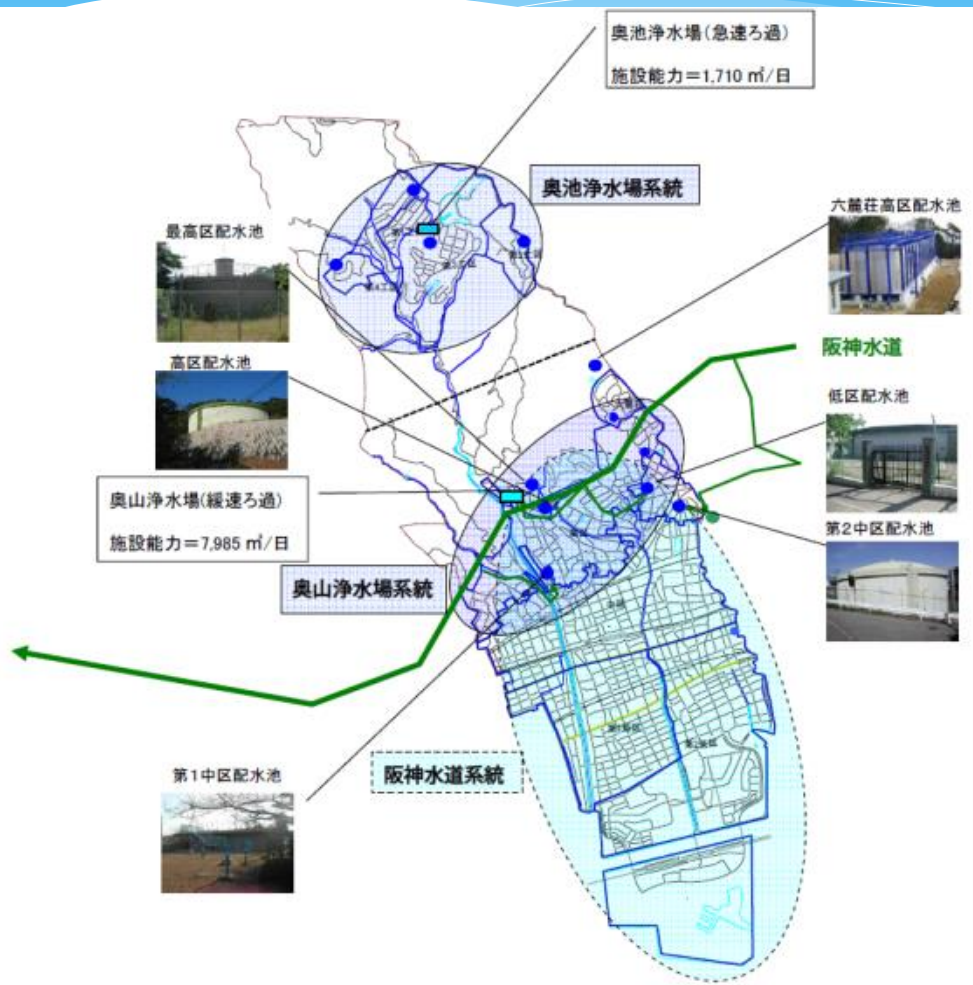 奥池浄水場(急速ろ過)
施設能力=1,710 ㎥/日
奥池浄水場系統
六麓荘高区配水池
最高区配水池
阪神水道
高区配水池
低区配水池
奥山浄水場(緩速ろ過)
施設能力=7,985 ㎥/日
第2中区配水池
奥山浄水場系統
第1中区配水池
阪神水道系統